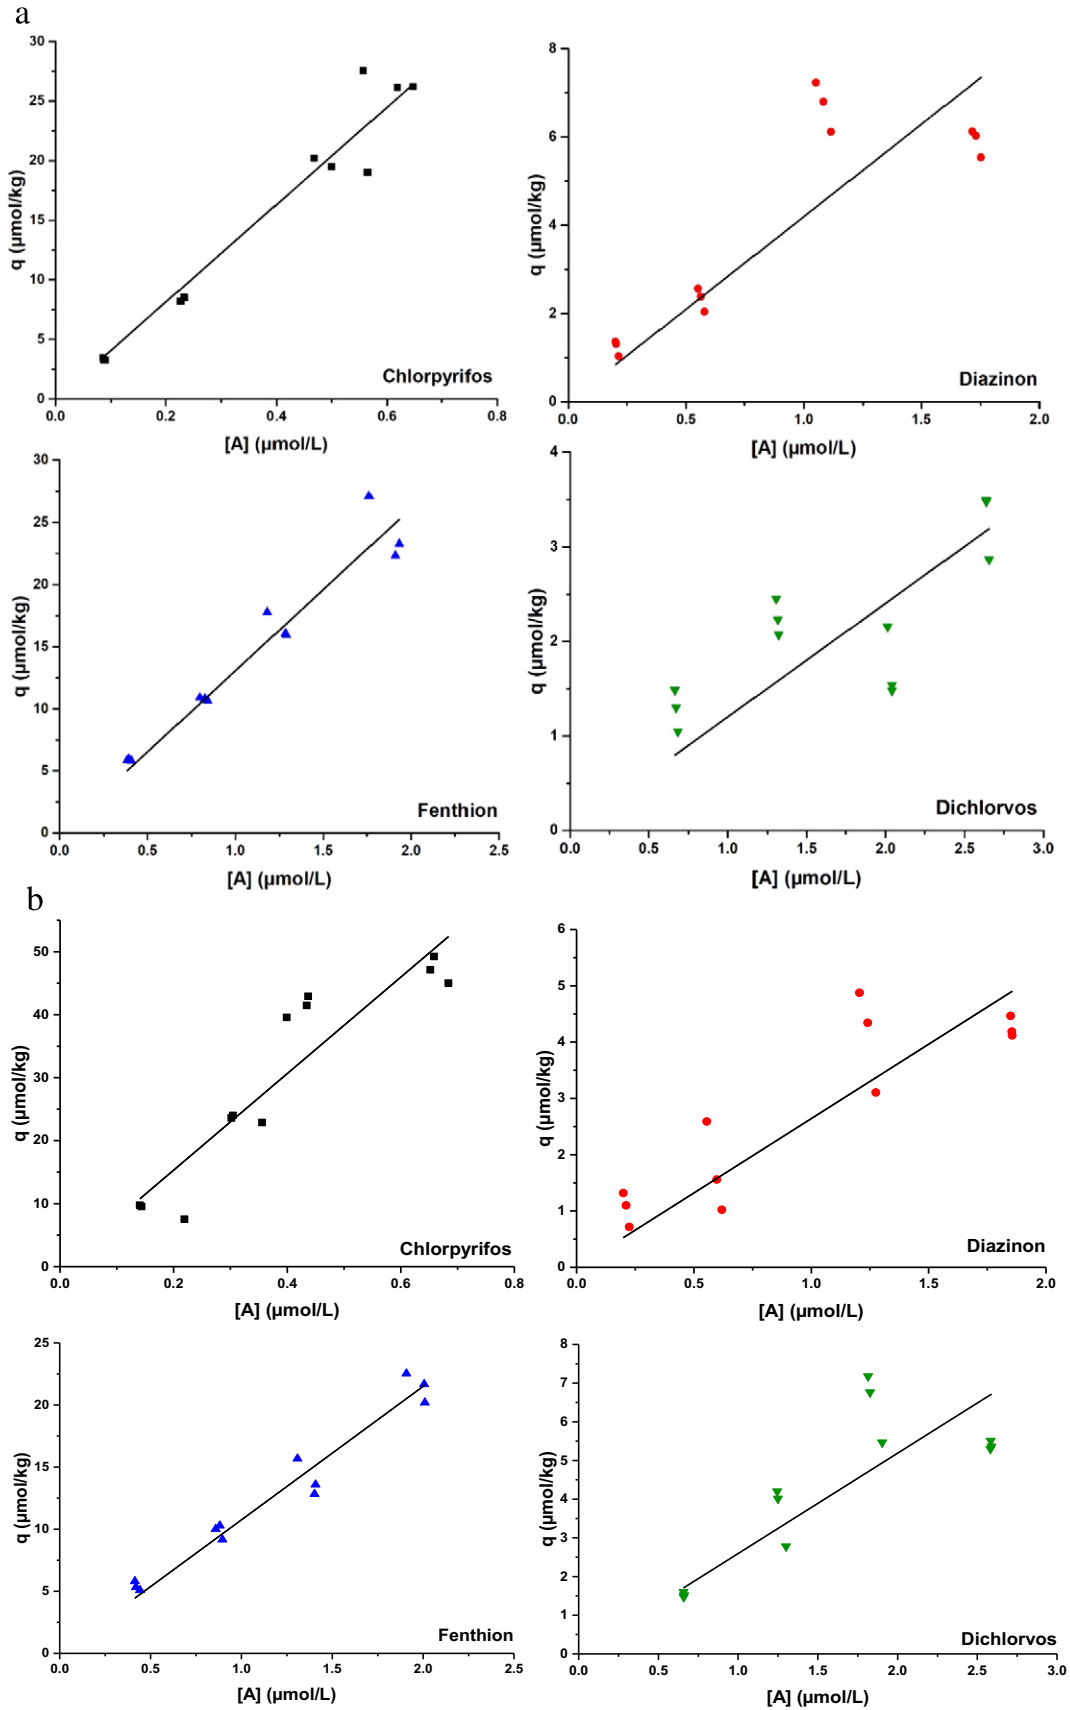 a
30
25
20
15
10
5
0
q (µmol/kg)
Chlorpyrifos
0.0 0.2 0.4 0.6 0.8
[A] (µmol/L)
8
6
4
2
0
q (µmol/kg)
Diazinon
0.0 0.5 1.0 1.5 2.0
[A] (µmol/L)
30
25
20
15
10
5
0
q (µmol/kg)
Fenthion
0.0 0.5 1.0 1.5 2.0 2.5
[A] (µmol/L)
4
3
2
1
0
q (µmol/kg)
Dichlorvos
0.0 0.5 1.0 1.5 2.0 2.5 3.0
[A] (µmol/L)
b
50
40
30
20
10
0
q (µmol/kg)
Chlorpyrifos
0.0 0.2 0.4 0.6 0.8
[A] (µmol/L)
6
5
4
3
2
1
0
q (µmol/kg)
Diazinon
0.0 0.5 1.0 1.5 2.0
[A] (µmol/L)
25
20
15
10
5
0
q (µmol/kg)
Fenthion
0.0 0.5 1.0 1.5 2.0 2.5
[A] (µmol/L)
8
7
6
5
4
3
2
1
0
q (µmol/kg)
Dichlorvos
0.0 0.5 1.0 1.5 2.0 2.5 3.0
[A] (µmol/L)